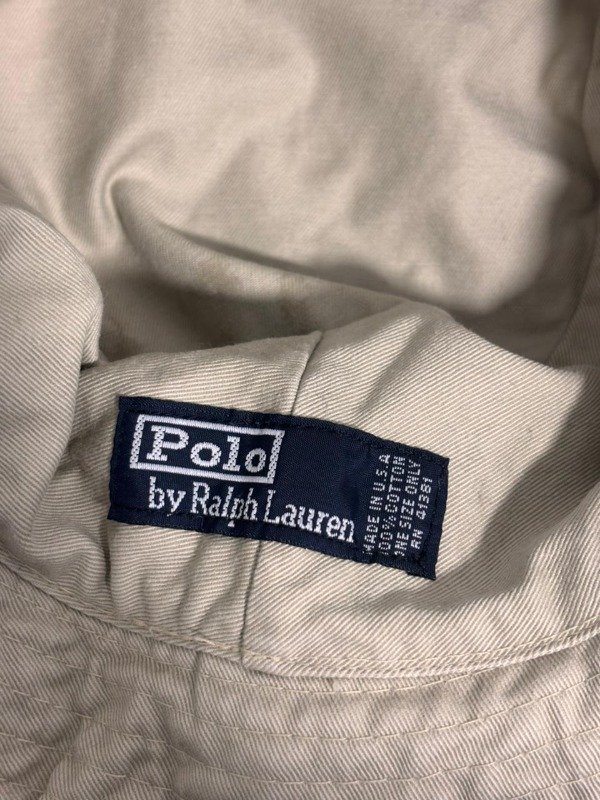 Polo
by Ralph Lauren
MADE IN U.S.A
100% COTTON
ONE SIZE ONLY
RN 41381